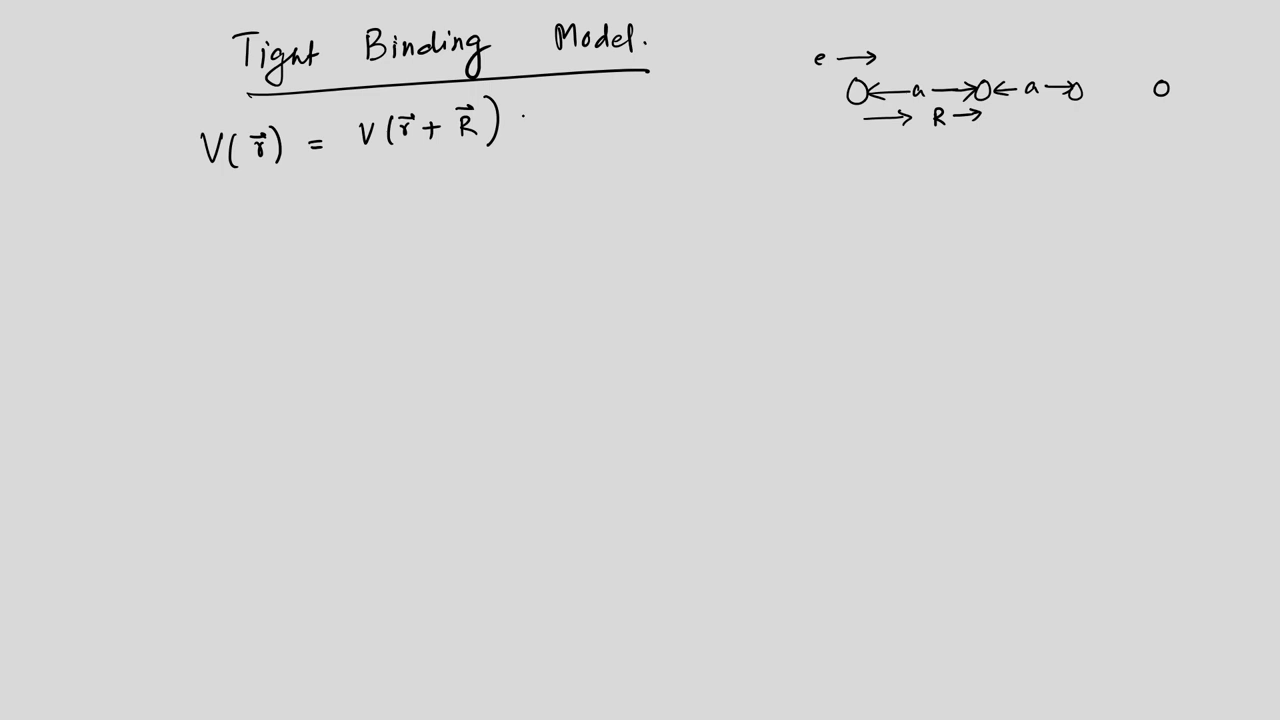 Tight Binding Model.
V(r⃗) = V(r⃗ + R⃗)
e →
O ← a → O ← a → O O
→ R →